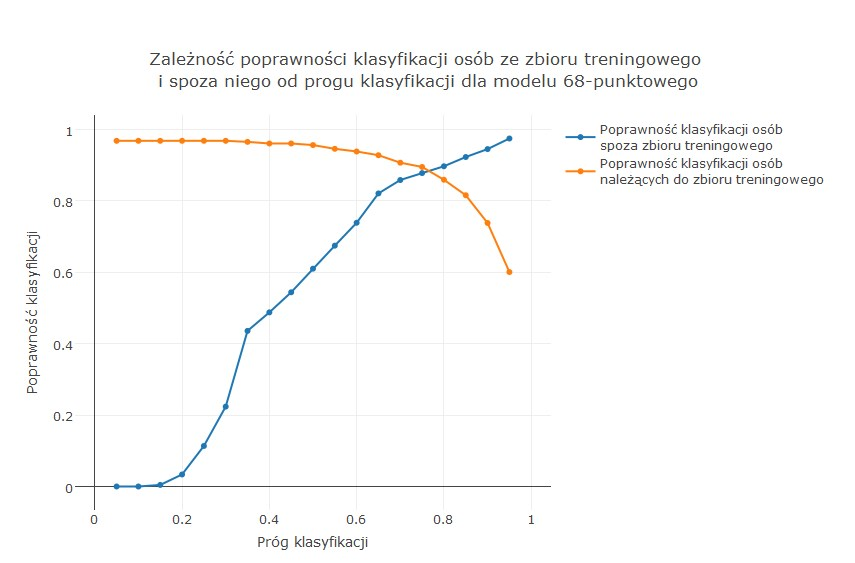 Zależność poprawności klasyfikacji osób ze zbioru treningowego
i spoza niego od progu klasyfikacji dla modelu 68-punktowego
Poprawność klasyfikacji osób
spoza zbioru treningowego
Poprawność klasyfikacji osób
należących do zbioru treningowego
Poprawność klasyfikacji
1
0.8
0.6
0.4
0.2
0
0 0.2 0.4 0.6 0.8 1
Próg klasyfikacji